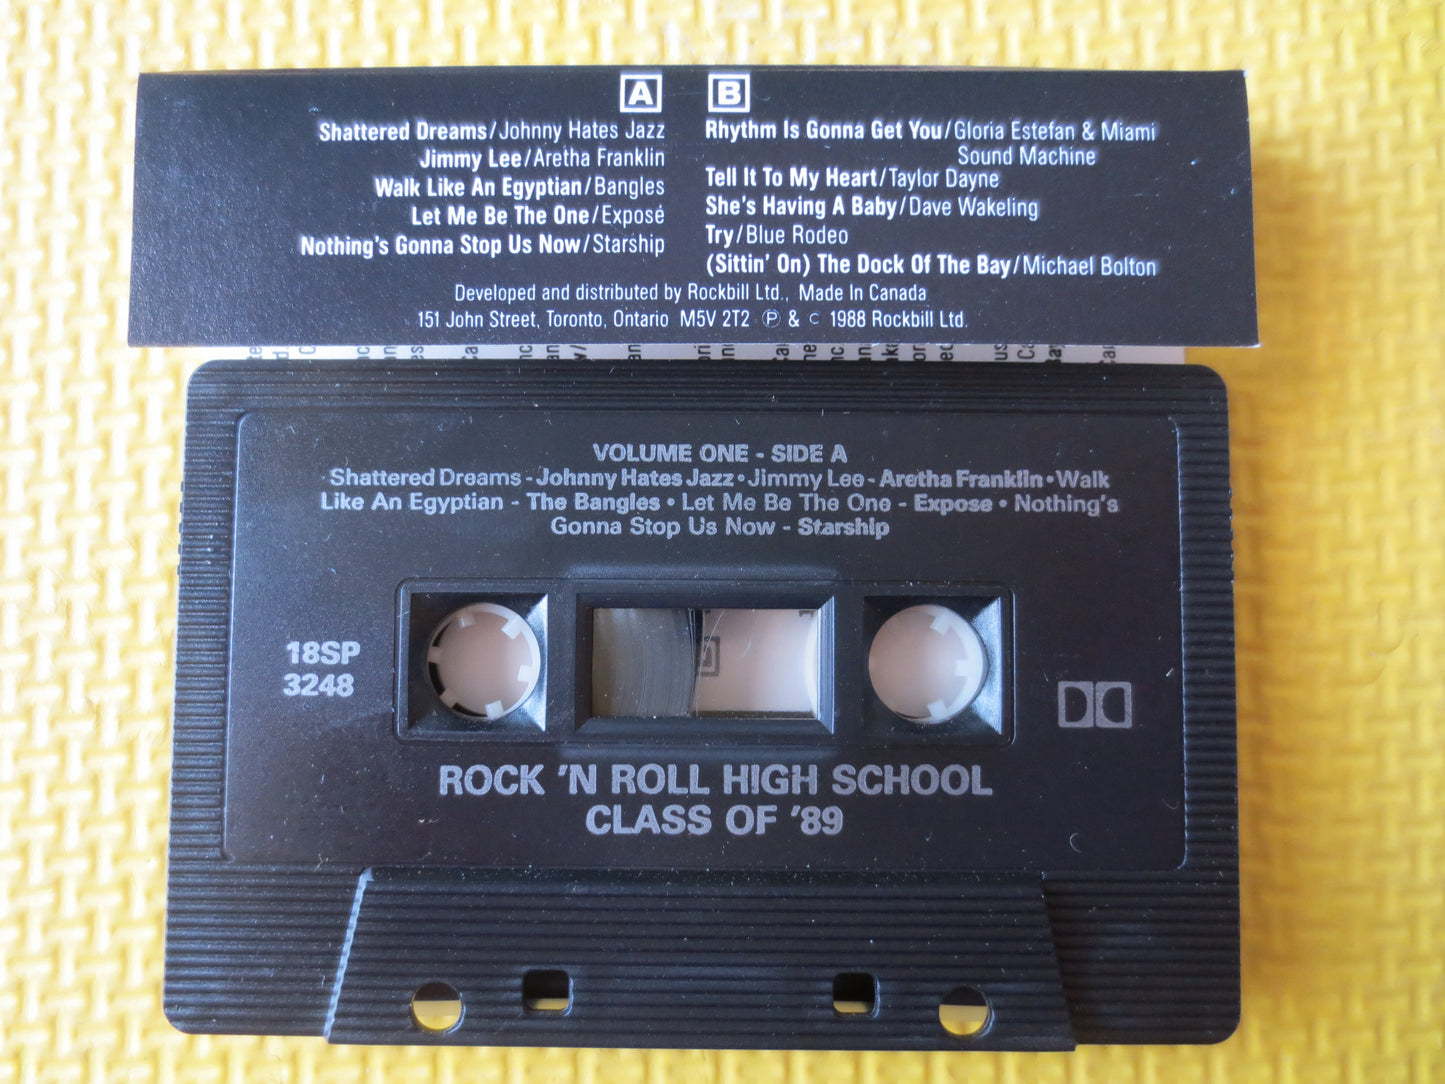 A
Shattered Dreams/Johnny Hates Jazz
Jimmy Lee/Aretha Franklin
Walk Like An Egyptian/Bangles
Let Me Be The One/Exposé
Nothing's Gonna Stop Us Now/Starship
B
Rhythm Is Gonna Get You/Gloria Estefan & Miami
Sound Machine
Tell It To My Heart/Taylor Dayne
She's Having A Baby/Dave Wakeling
Try/Blue Rodeo
(Sittin' On) The Dock Of The Bay/Michael Bolton
Developed and distributed by Rockbill Ltd., Made In Canada
151 John Street, Toronto, Ontario M5V 2T2 Ⓟ & © 1988 Rockbill Ltd.
VOLUME ONE - SIDE A
Shattered Dreams - Johnny Hates Jazz • Jimmy Lee - Aretha Franklin • Walk
Like An Egyptian - The Bangles • Let Me Be The One - Expose • Nothing's
Gonna Stop Us Now - Starship
18SP
3248
ROCK 'N ROLL HIGH SCHOOL
CLASS OF '89